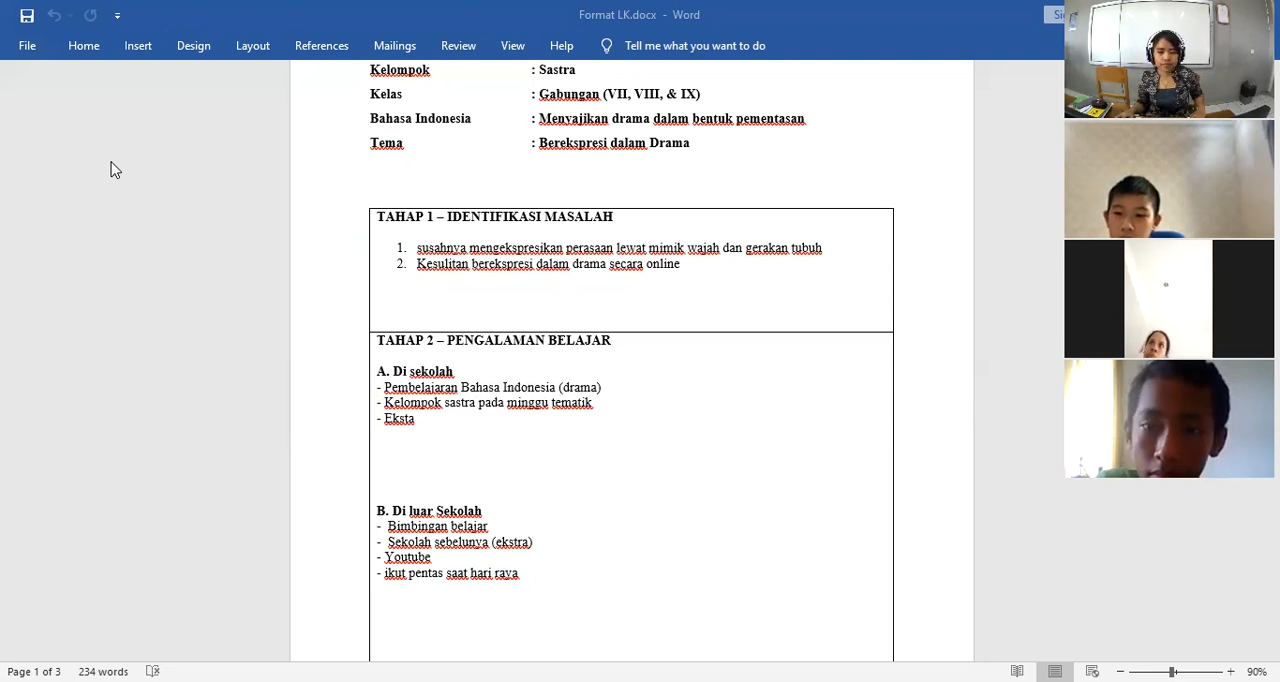 Format LK.docx - Word
File Home Insert Design Layout References Mailings Review View Help Tell me what you want to do
Kelompok : Sastra
Kelas : Gabungan (VII, VIII, & IX)
Bahasa Indonesia : Menyajikan drama dalam bentuk pementasan
Tema : Berekspresi dalam Drama
TAHAP 1 – IDENTIFIKASI MASALAH
1. susahnya mengekspresikan perasaan lewat mimik wajah dan gerakan tubuh
2. Kesulitan berekspresi dalam drama secara online
TAHAP 2 – PENGALAMAN BELAJAR
A. Di sekolah
- Pembelajaran Bahasa Indonesia (drama)
- Kelompok sastra pada minggu tematik
- Eksta
B. Di luar Sekolah
- Bimbingan belajar
- Sekolah sebelunya (ekstra)
- Youtube
- ikut pentas saat hari raya
Page 1 of 3 234 words 90%